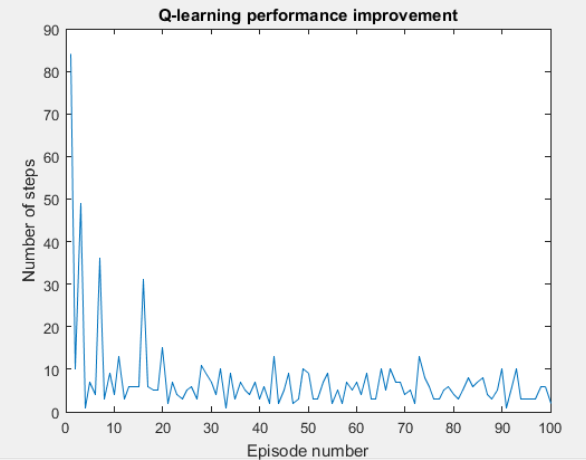 Q-learning performance improvement
90
80
70
60
50
40
30
20
10
0
Number of steps
0 10 20 30 40 50 60 70 80 90 100
Episode number